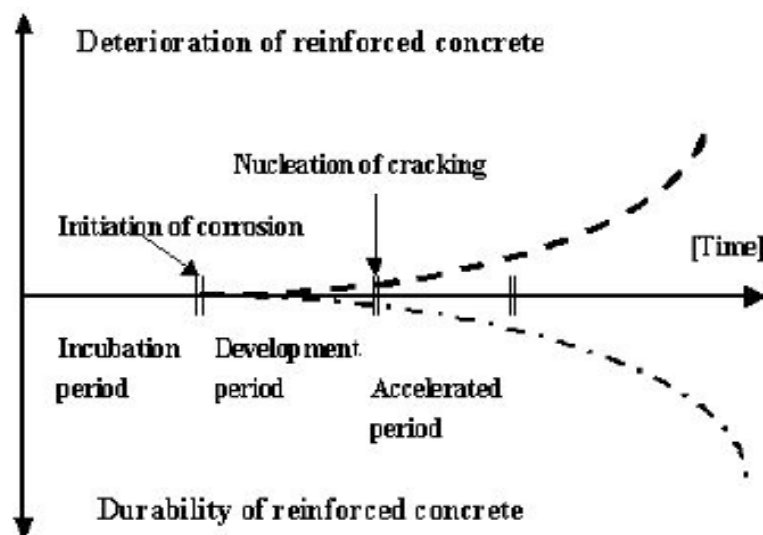 Deterioration of reinforced concrete
Nucleation of cracking
Initiation of corrosion
[Time]
Incubation
period
Development
period
Accelerated
period
Durability of reinforced concrete